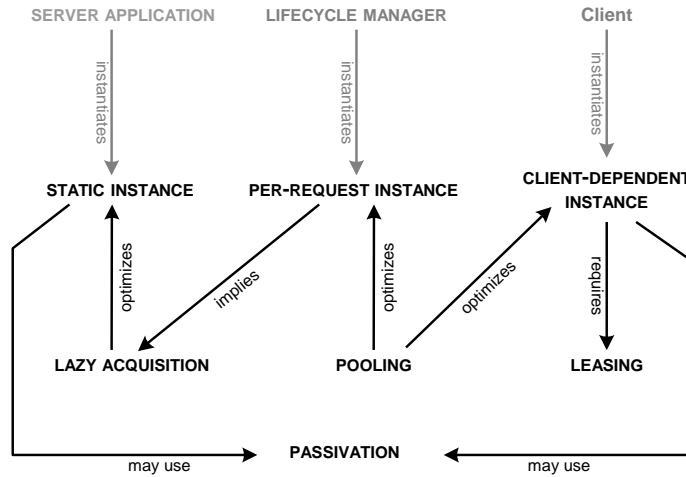 SERVER APPLICATION
LIFECYCLE MANAGER
Client
instantiates
instantiates
instantiates
STATIC INSTANCE
PER-REQUEST INSTANCE
CLIENT-DEPENDENT
INSTANCE
optimizes
implies
optimizes
optimizes
requires
LAZY ACQUISITION
POOLING
LEASING
PASSIVATION
may use
may use